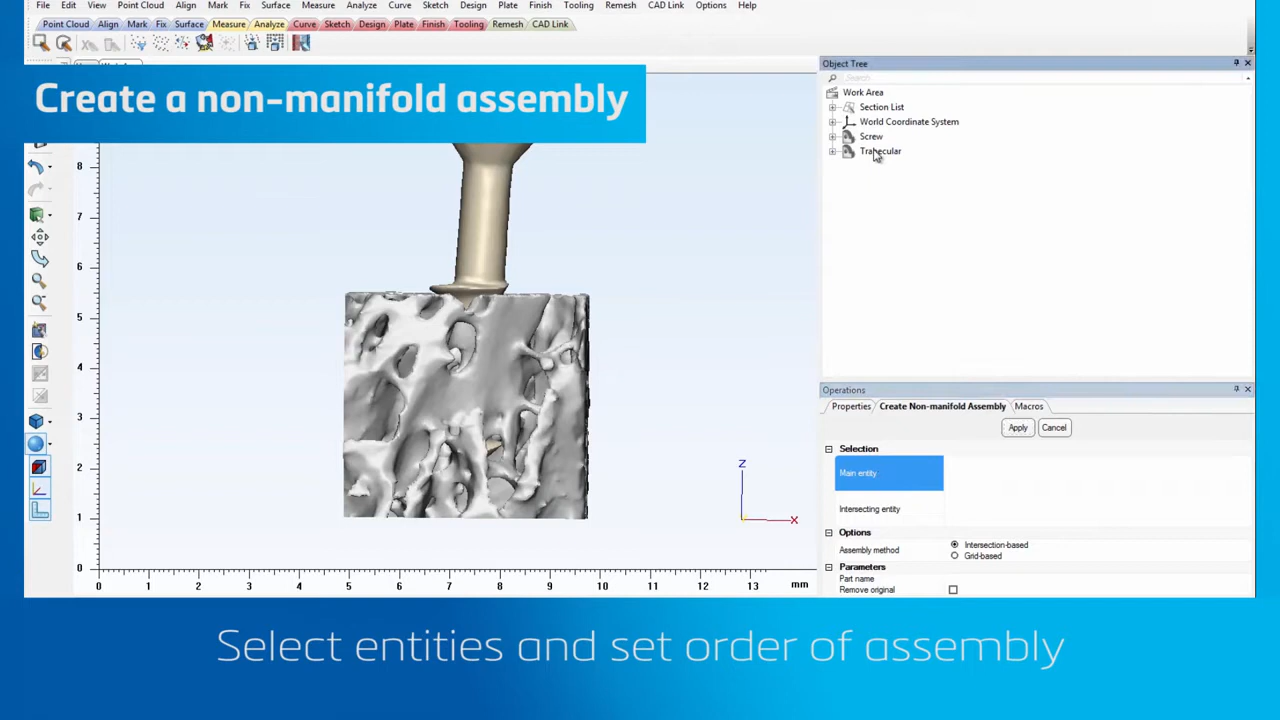 File Edit View Point Cloud Align Mark Fix Surface Measure Analyze Curve Sketch Design Plate Finish Tooling Remesh CAD Link Options Help
Point Cloud Align Mark Fix Surface Measure Analyze Curve Sketch Design Plate Finish Tooling Remesh CAD Link
Create a non-manifold assembly
Object Tree
Search
Work Area
Section List
World Coordinate System
Screw
Trabecular
8
7
6
5
4
3
2
1
0
0 1 2 3 4 5 6 7 8 9 10 11 12 13 mm
Z
X
Operations
Properties Create Non-manifold Assembly Macros
Apply Cancel
Selection
Main entity
Intersecting entity
Options
Assembly method Intersection-based
Grid-based
Parameters
Part name
Remove original
Select entities and set order of assembly